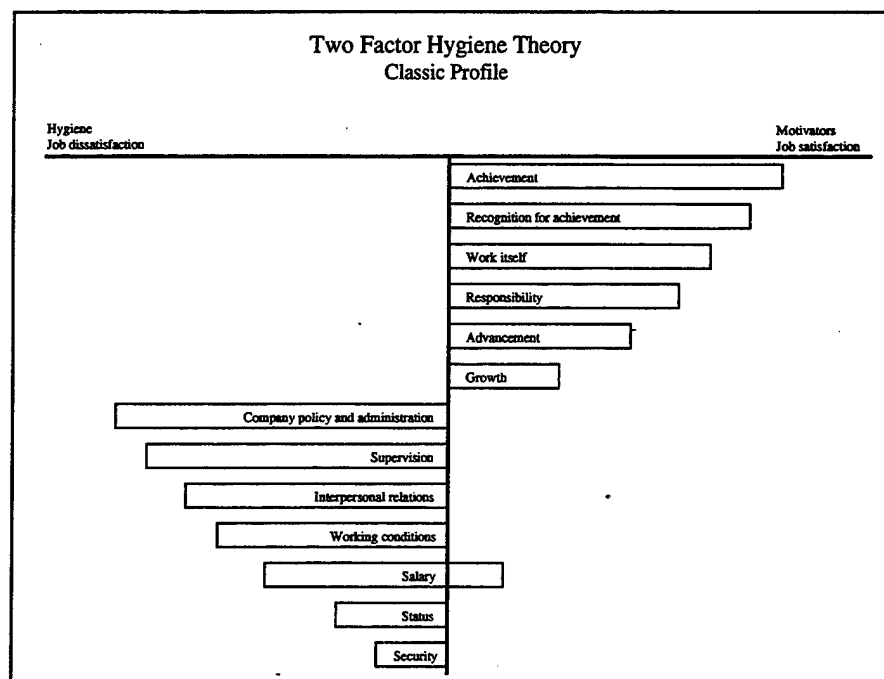 Two Factor Hygiene Theory
Classic Profile
Hygiene
Job dissatisfaction
Motivators
Job satisfaction
Achievement
Recognition for achievement
Work itself
Responsibility
Advancement
Growth
Company policy and administration
Supervision
Interpersonal relations
Working conditions
Salary
Status
Security